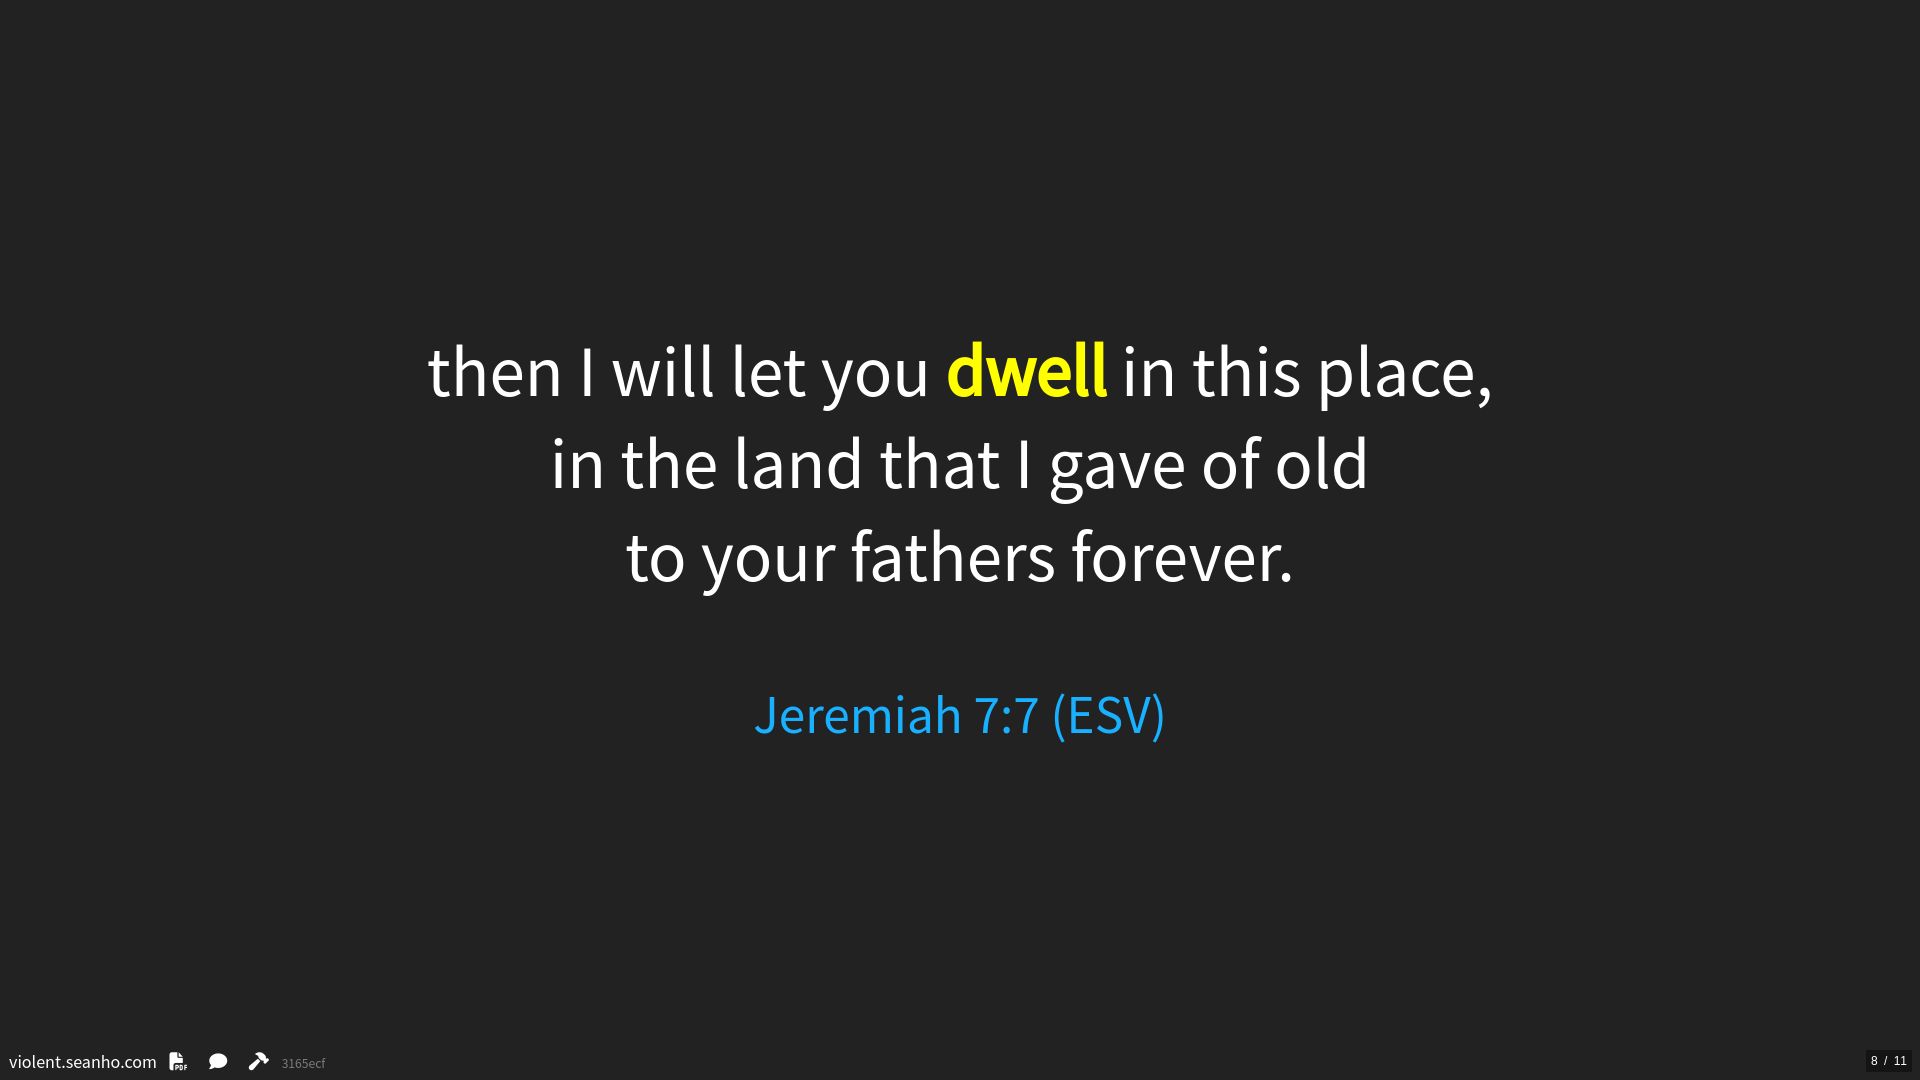 then I will let you dwell in this place,
in the land that I gave of old
to your fathers forever.
Jeremiah 7:7 (ESV)
violent.seanho.com PDF 3165ecf
8 / 11